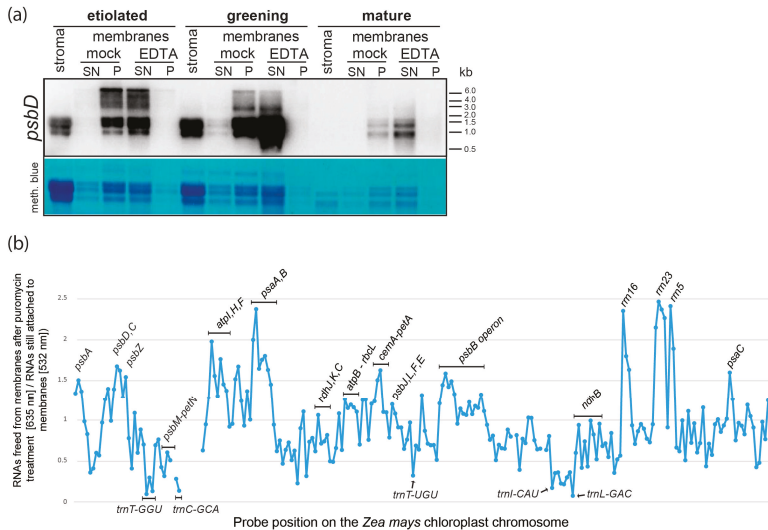 (a)
etiolated greening mature
stroma membranes stroma membranes stroma membranes
mock EDTA mock EDTA mock EDTA
SN P SN P SN P SN P SN P SN P kb
psbD
6.0
4.0
3.0
2.0
1.5
1.0
0.5
meth. blue
(b)
RNAs freed from membranes after puromycin
treatment [635 nm] / RNAs still attached to
membranes [532 nm])
2.5
2
1.5
1
0.5
0
psbA
psbD,C
psbZ
psbM-petN
trnT-GGU
trnC-GCA
atpI,H,F
psaA,B
rdhJ,K,C
atpB - rbcL
cemA-petA
psbJ,L,F,E
trnT-UGU
psbB operon
trnI-CAU
ndhB
trnL-GAC
rrn16
rrn23
rrn5
psaC
Probe position on the Zea mays chloroplast chromosome